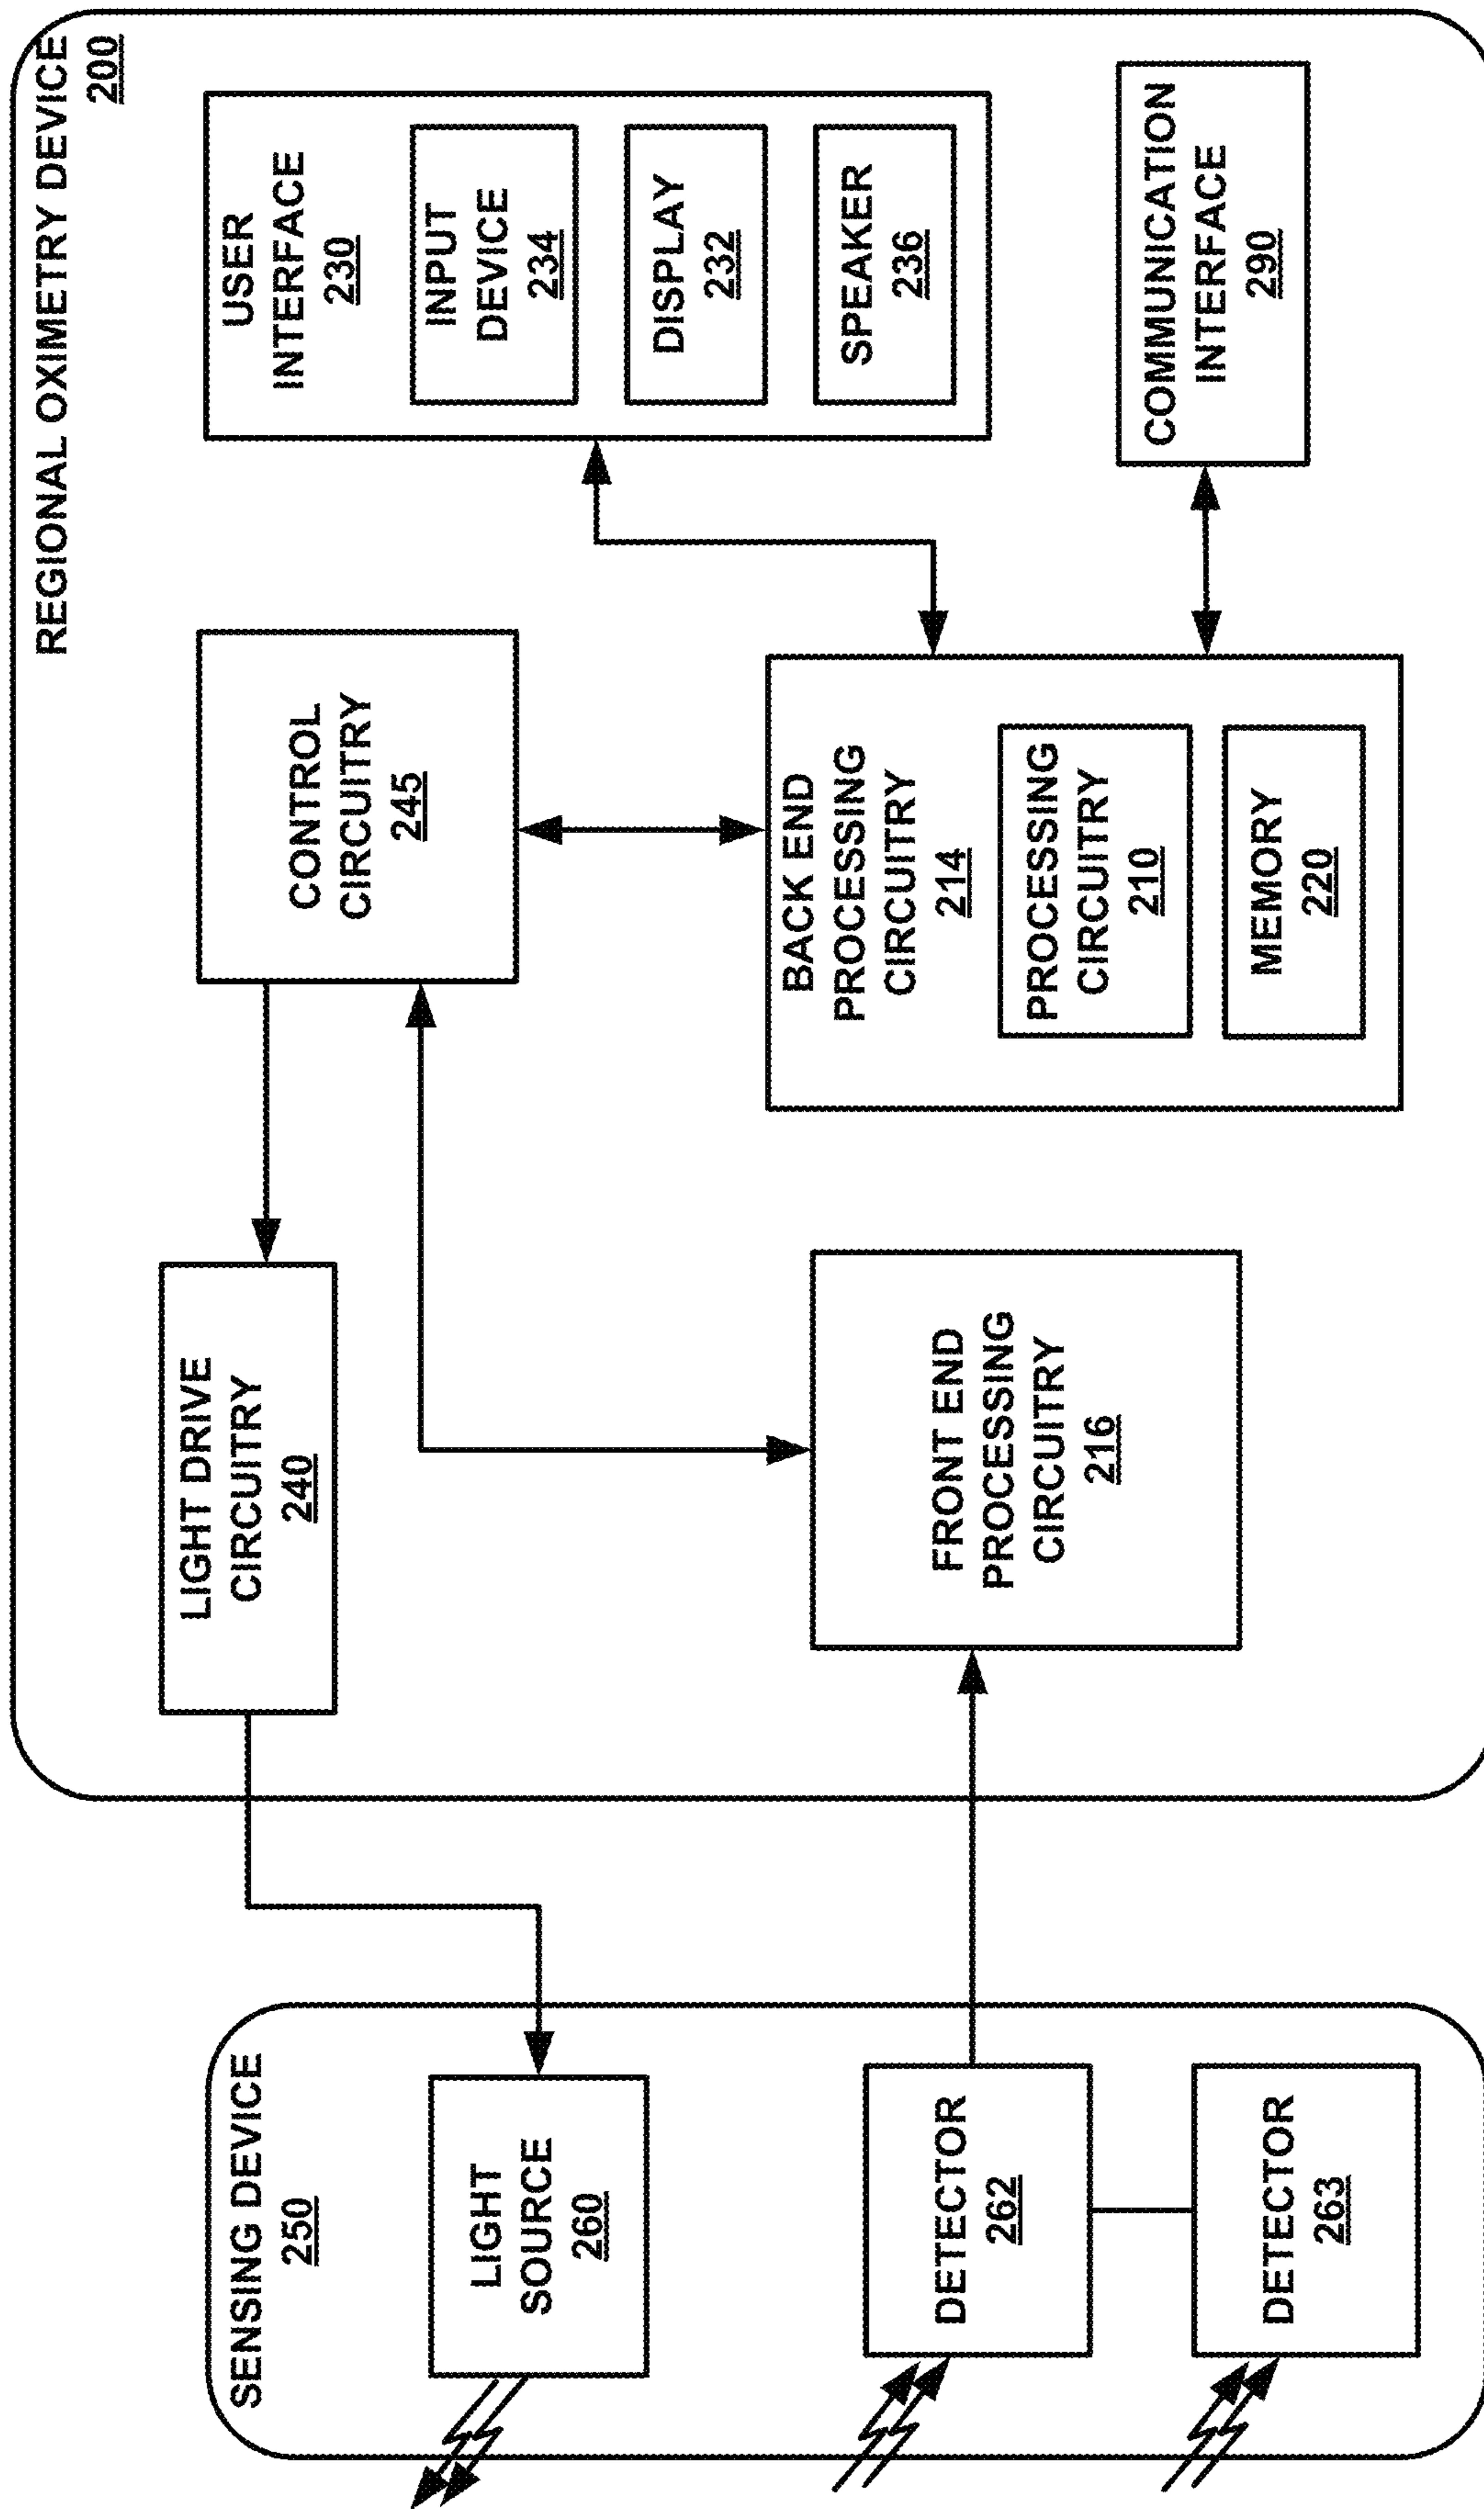 REGIONAL OXIMETRY DEVICE
200
SENSING DEVICE
250
LIGHT
SOURCE
260
DETECTOR
262
DETECTOR
263
LIGHT DRIVE
CIRCUITRY
240
FRONT END
PROCESSING
CIRCUITRY
216
CONTROL
CIRCUITRY
245
BACK END
PROCESSING
CIRCUITRY
214
PROCESSING
CIRCUITRY
210
MEMORY
220
USER
INTERFACE
230
INPUT
DEVICE
234
DISPLAY
232
SPEAKER
236
COMMUNICATION
INTERFACE
290